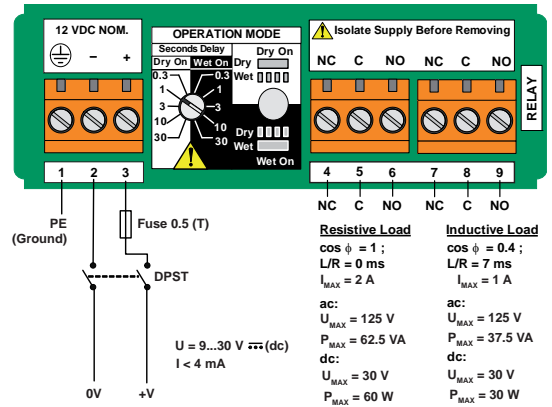 12 VDC NOM.
– +
OPERATION MODE
Seconds Delay
Dry On Wet On
0.3 0.3
1 1
3 3
10 10
30 30
Dry On
Dry
Wet
Dry
Wet
Wet On
Isolate Supply Before Removing
NC C NO NC C NO
RELAY
1 2 3
4 5 6 7 8 9
NC C NO NC C NO
PE
(Ground)
Fuse 0.5 (T)
DPST
U = 9...30 V ⎓ (dc)
I < 4 mA
0V +V
Resistive Load
cos ϕ = 1 ;
L/R = 0 ms
IMAX = 2 A
ac:
UMAX = 125 V
PMAX = 62.5 VA
dc:
UMAX = 30 V
PMAX = 60 W
Inductive Load
cos ϕ = 0.4 ;
L/R = 7 ms
IMAX = 1 A
ac:
UMAX = 125 V
PMAX = 37.5 VA
dc:
UMAX = 30 V
PMAX = 30 W